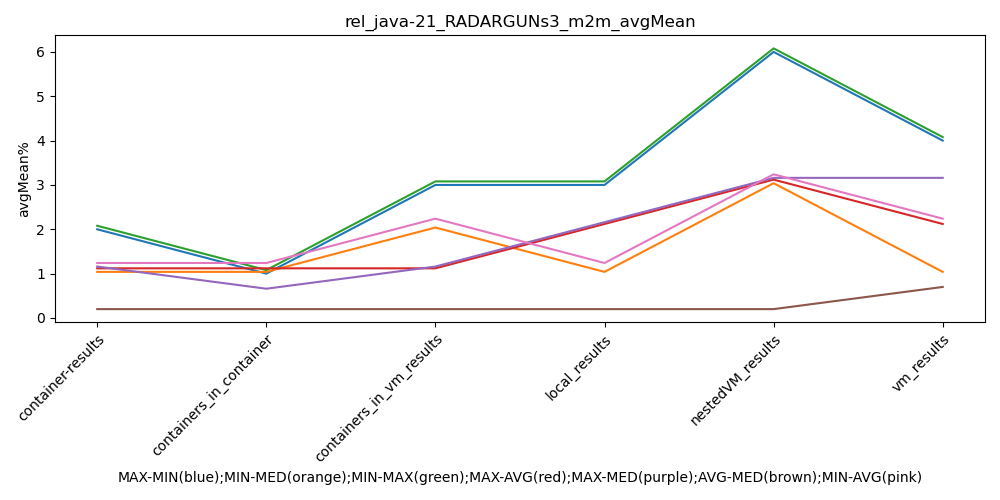 rel_java-21_RADARGUNs3_m2m_avgMean
avgMean%
6
5
4
3
2
1
0
container-results
containers_in_container
containers_in_vm_results
local_results
nestedVM_results
vm_results
MAX-MIN(blue);MIN-MED(orange);MIN-MAX(green);MAX-AVG(red);MAX-MED(purple);AVG-MED(brown);MIN-AVG(pink)